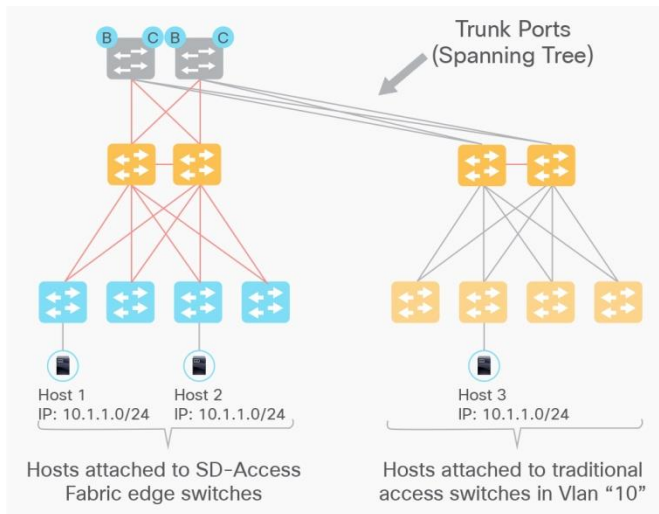 B
C
B
C
Trunk Ports
(Spanning Tree)
Host 1
IP: 10.1.1.0/24
Host 2
IP: 10.1.1.0/24
Host 3
IP: 10.1.1.0/24
Hosts attached to SD-Access
Fabric edge switches
Hosts attached to traditional
access switches in Vlan “10”